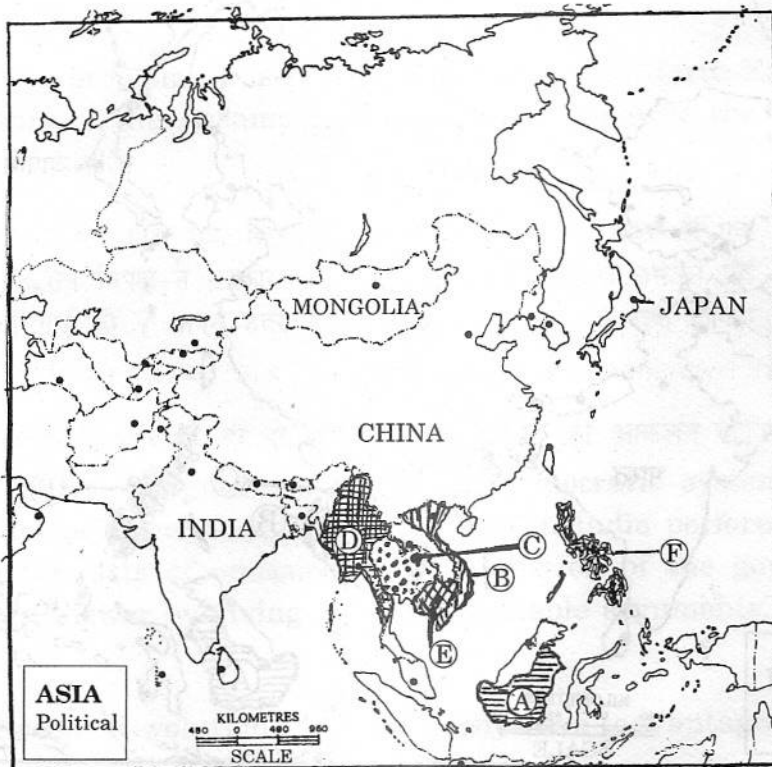 MONGOLIA
JAPAN
CHINA
INDIA
D
C
F
B
E
A
ASIA
Political
KILOMETRES
480 0 480 960
SCALE